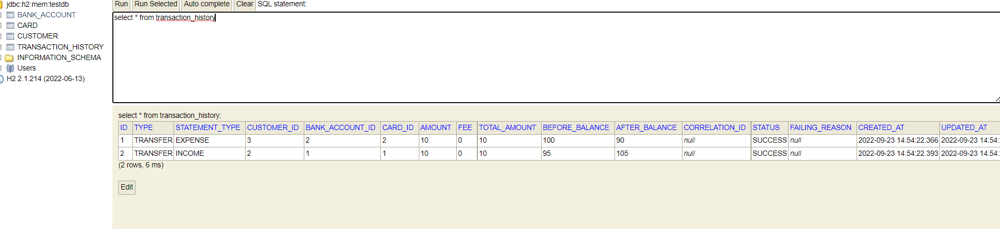 jdbc:h2:mem:testdb
BANK_ACCOUNT
CARD
CUSTOMER
TRANSACTION_HISTORY
INFORMATION_SCHEMA
Users
H2 2.1.214 (2022-06-13)
Run Run Selected Auto complete Clear SQL statement:
select * from transaction_history
select * from transaction_history;
ID TYPE STATEMENT_TYPE CUSTOMER_ID BANK_ACCOUNT_ID CARD_ID AMOUNT FEE TOTAL_AMOUNT BEFORE_BALANCE AFTER_BALANCE CORRELATION_ID STATUS FAILING_REASON CREATED_AT UPDATED_AT
1 TRANSFER EXPENSE 3 2 2 10 0 10 100 90 null SUCCESS null 2022-09-23 14:54:22.366 2022-09-23 14:54:
2 TRANSFER INCOME 2 1 1 10 0 10 95 105 null SUCCESS null 2022-09-23 14:54:22.393 2022-09-23 14:54:
(2 rows, 6 ms)
Edit